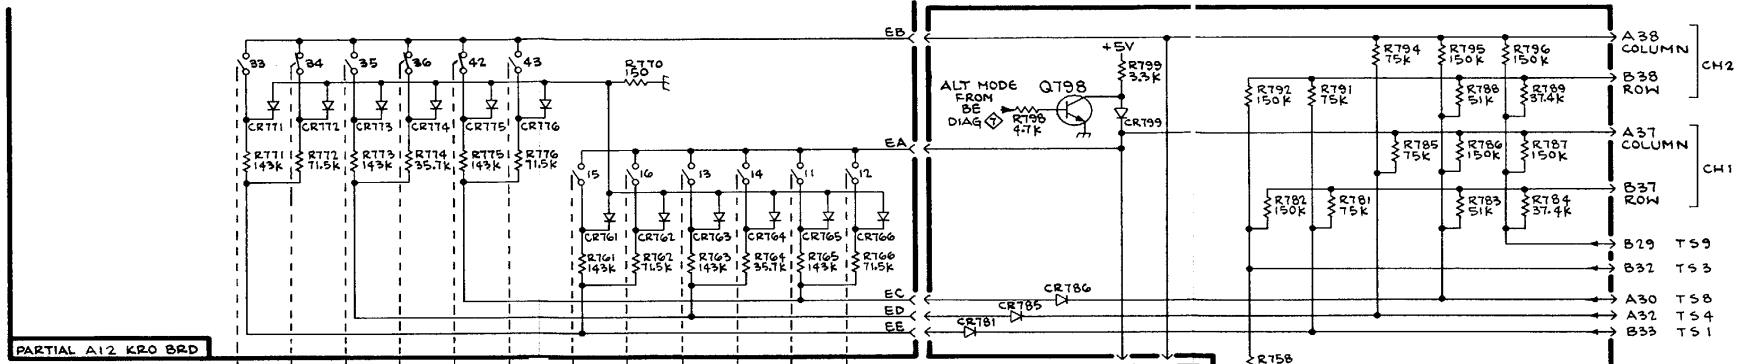 EB
33
34
35
36
42
43
R770
150
CR771
CR772
CR773
CR774
CR775
CR776
R771
143K
R772
71.5K
R773
143K
R774
35.7K
R775
143K
R776
71.5K
EA
15
16
13
14
11
12
CR761
CR762
CR763
CR764
CR765
CR766
R761
143K
R762
71.5K
R763
143K
R764
35.7K
R765
143K
R766
71.5K
EC
ED
EE
PARTIAL A12 KRO BRD
+5V
R799
3.3K
ALT MODE
FROM
BE
DIAG 7
Q798
R798
4.7K
CR799
CR786
CR785
CR781
R794
75K
R795
150K
R796
150K
R792
150K
R791
75K
R788
51K
R789
37.4K
R785
75K
R786
150K
R787
150K
R782
150K
R781
75K
R783
51K
R784
37.4K
R758
A38
COLUMN
B38
ROW
CH2
A37
COLUMN
B37
ROW
CH1
B29 TS9
B32 TS3
A30 TS8
A32 TS4
B33 TS1